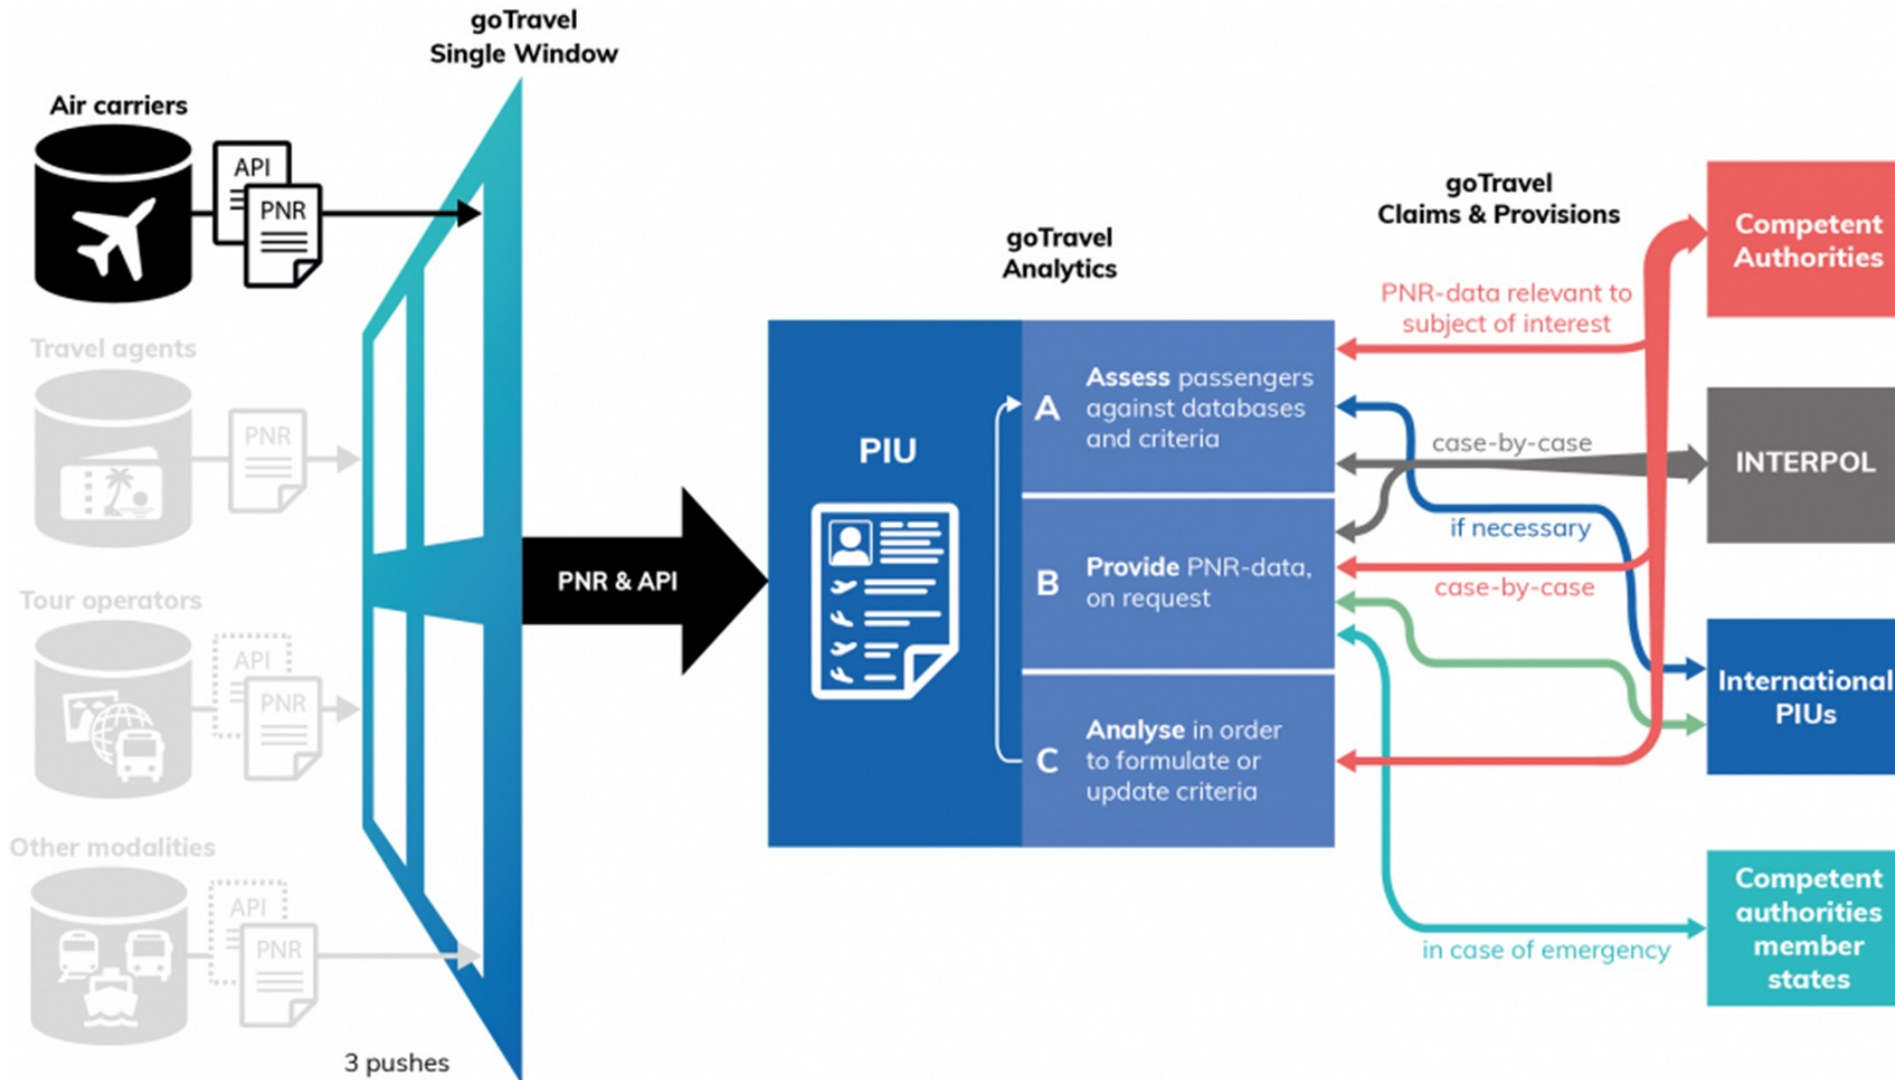 goTravel
Single Window
Air carriers
API
PNR
Travel agents
PNR
Tour operators
API
PNR
Other modalities
API
PNR
3 pushes
PNR & API
goTravel
Analytics
PIU
A
Assess passengers
against databases
and criteria
B
Provide PNR-data,
on request
C
Analyse in order
to formulate or
update criteria
goTravel
Claims & Provisions
PNR-data relevant to
subject of interest
case-by-case
if necessary
case-by-case
in case of emergency
Competent
Authorities
INTERPOL
International
PIUs
Competent
authorities
member
states